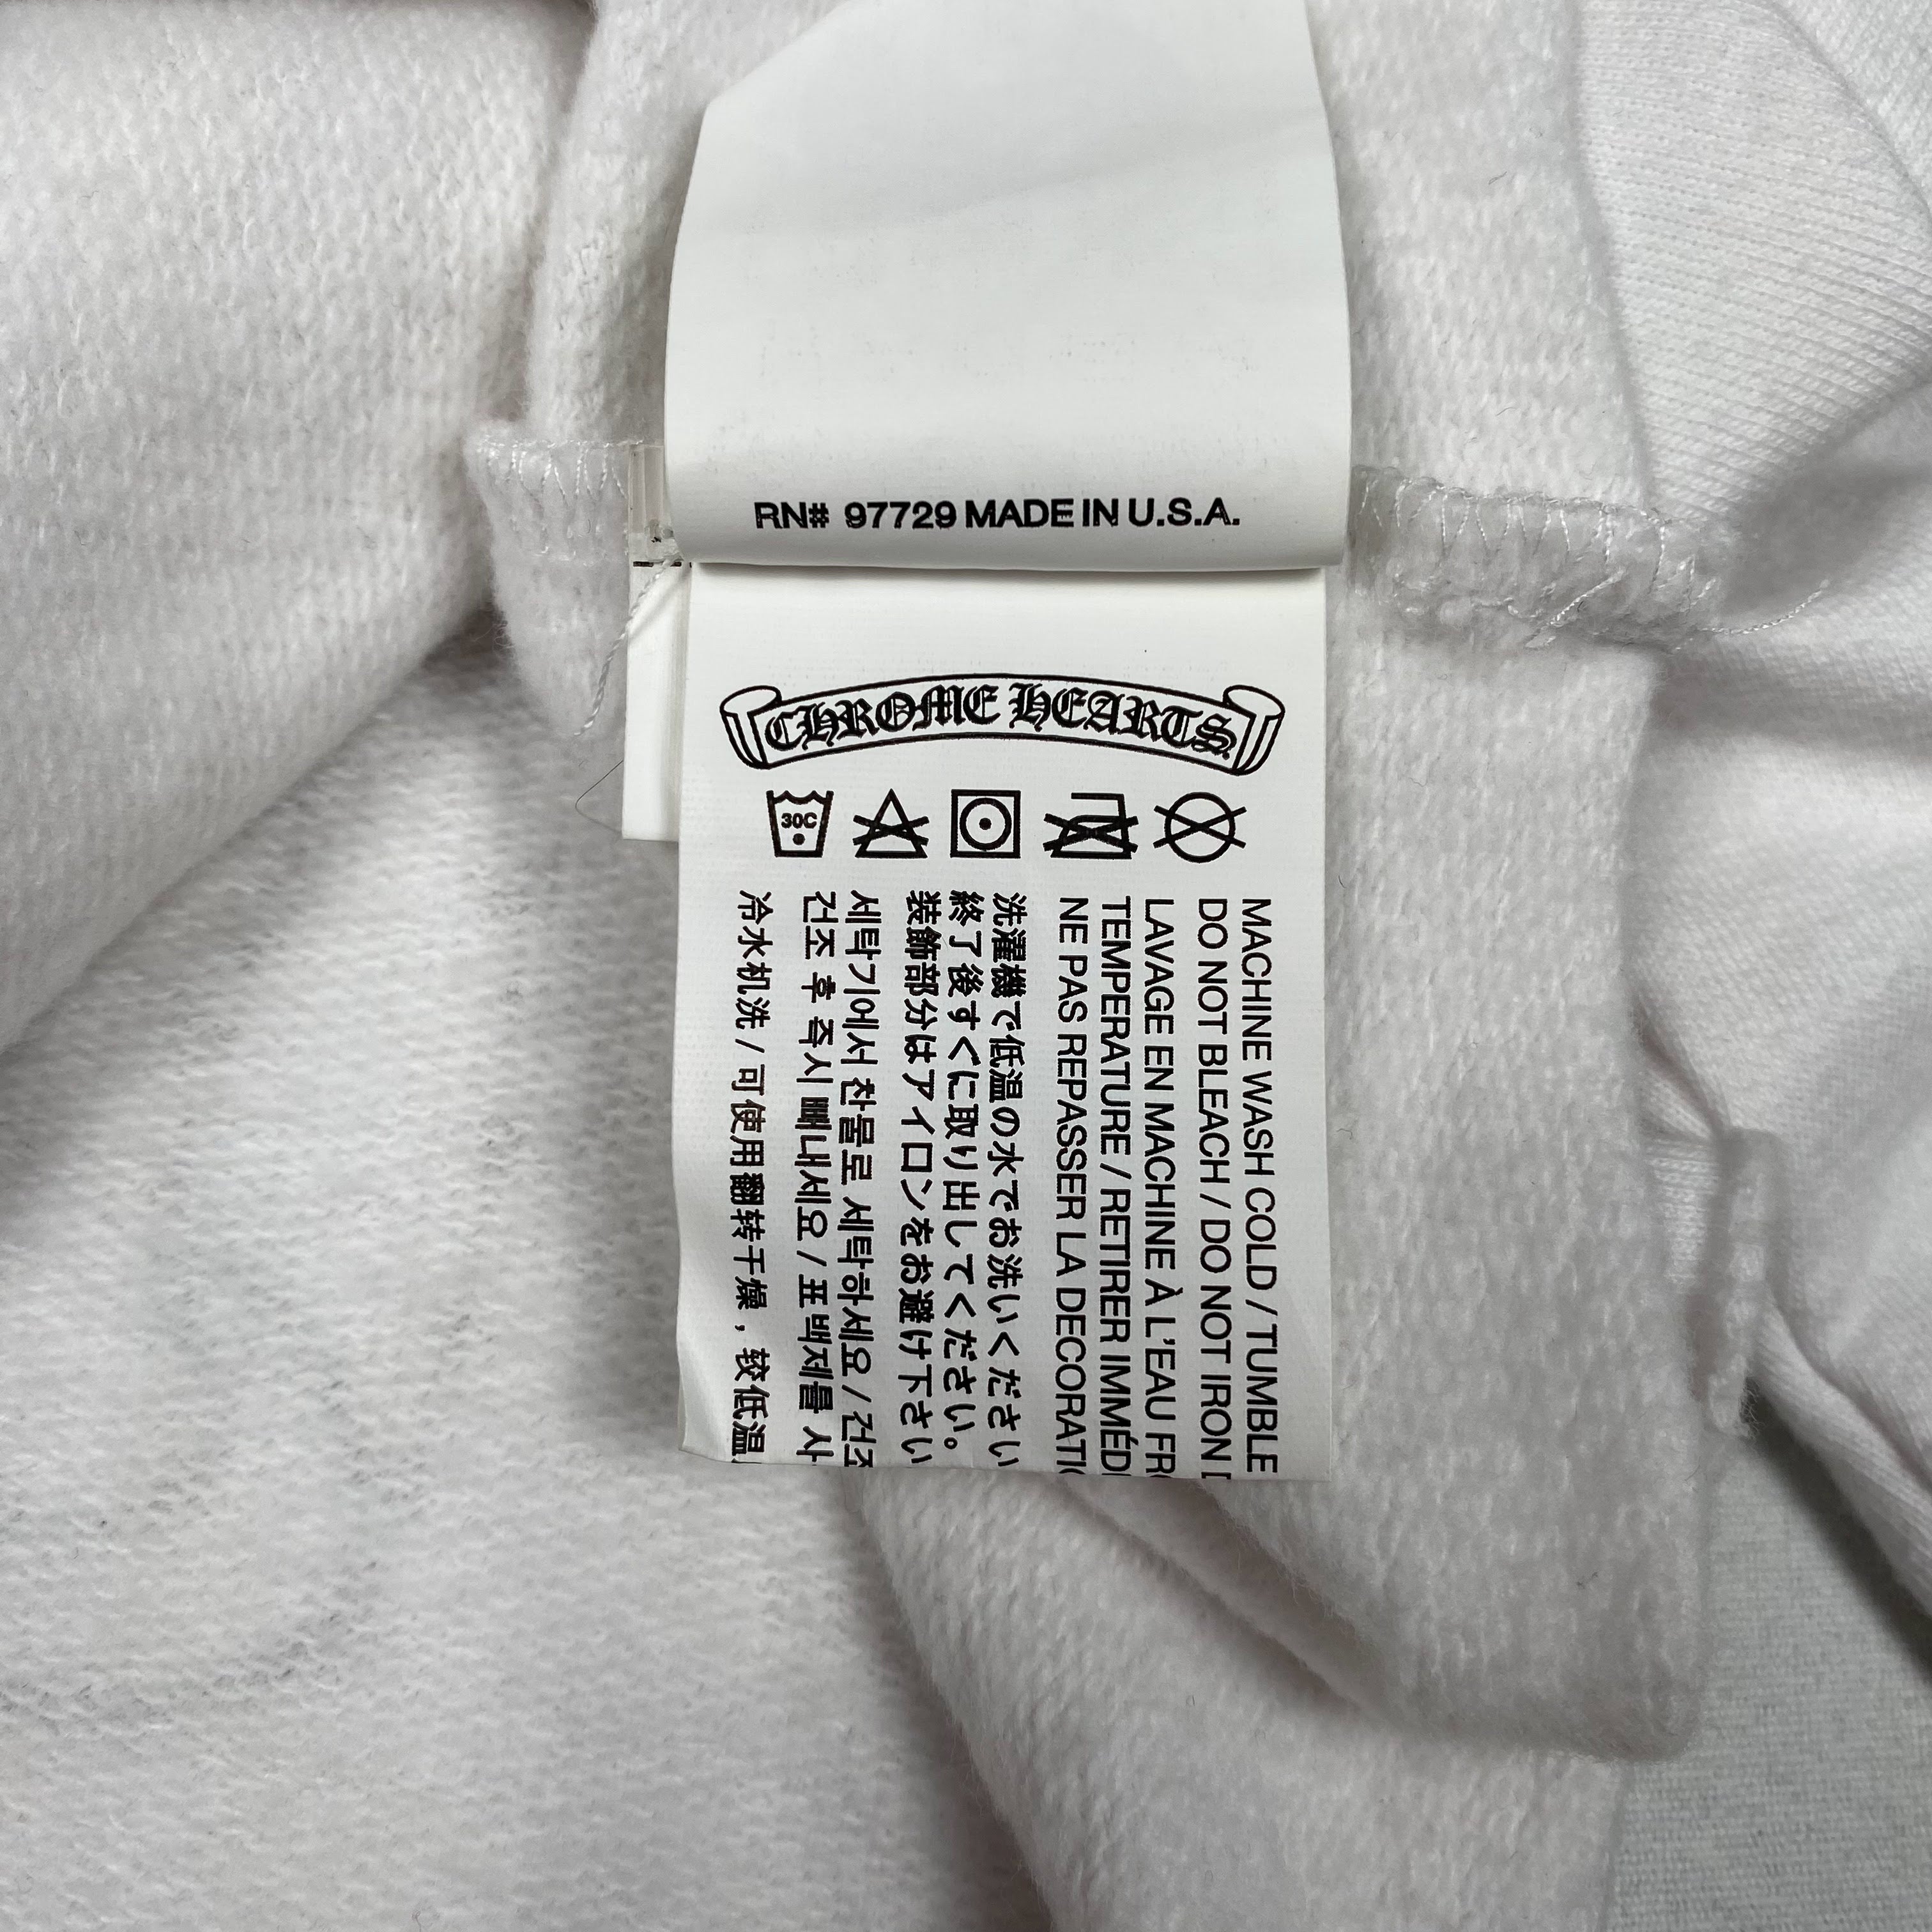 RN# 97729 MADE IN U.S.A.
CHROME HEARTS
30C
MACHINE WASH COLD / TUMBLE
DO NOT BLEACH / DO NOT IRON
LAVAGE EN MACHINE À L'EAU
TEMPERATURE / RETIRER
NE PAS REPASSER LA
洗濯機で低温の水でお洗いください
終了後すぐに取り出してください。
装飾部分はアイロンをお避け下さい
세탁기에서 찬물로 세탁하세요 / 건조
건조 후 즉시 빼내세요 / 표백제를 사
冷水机洗 / 可使用翻转干燥，较低温